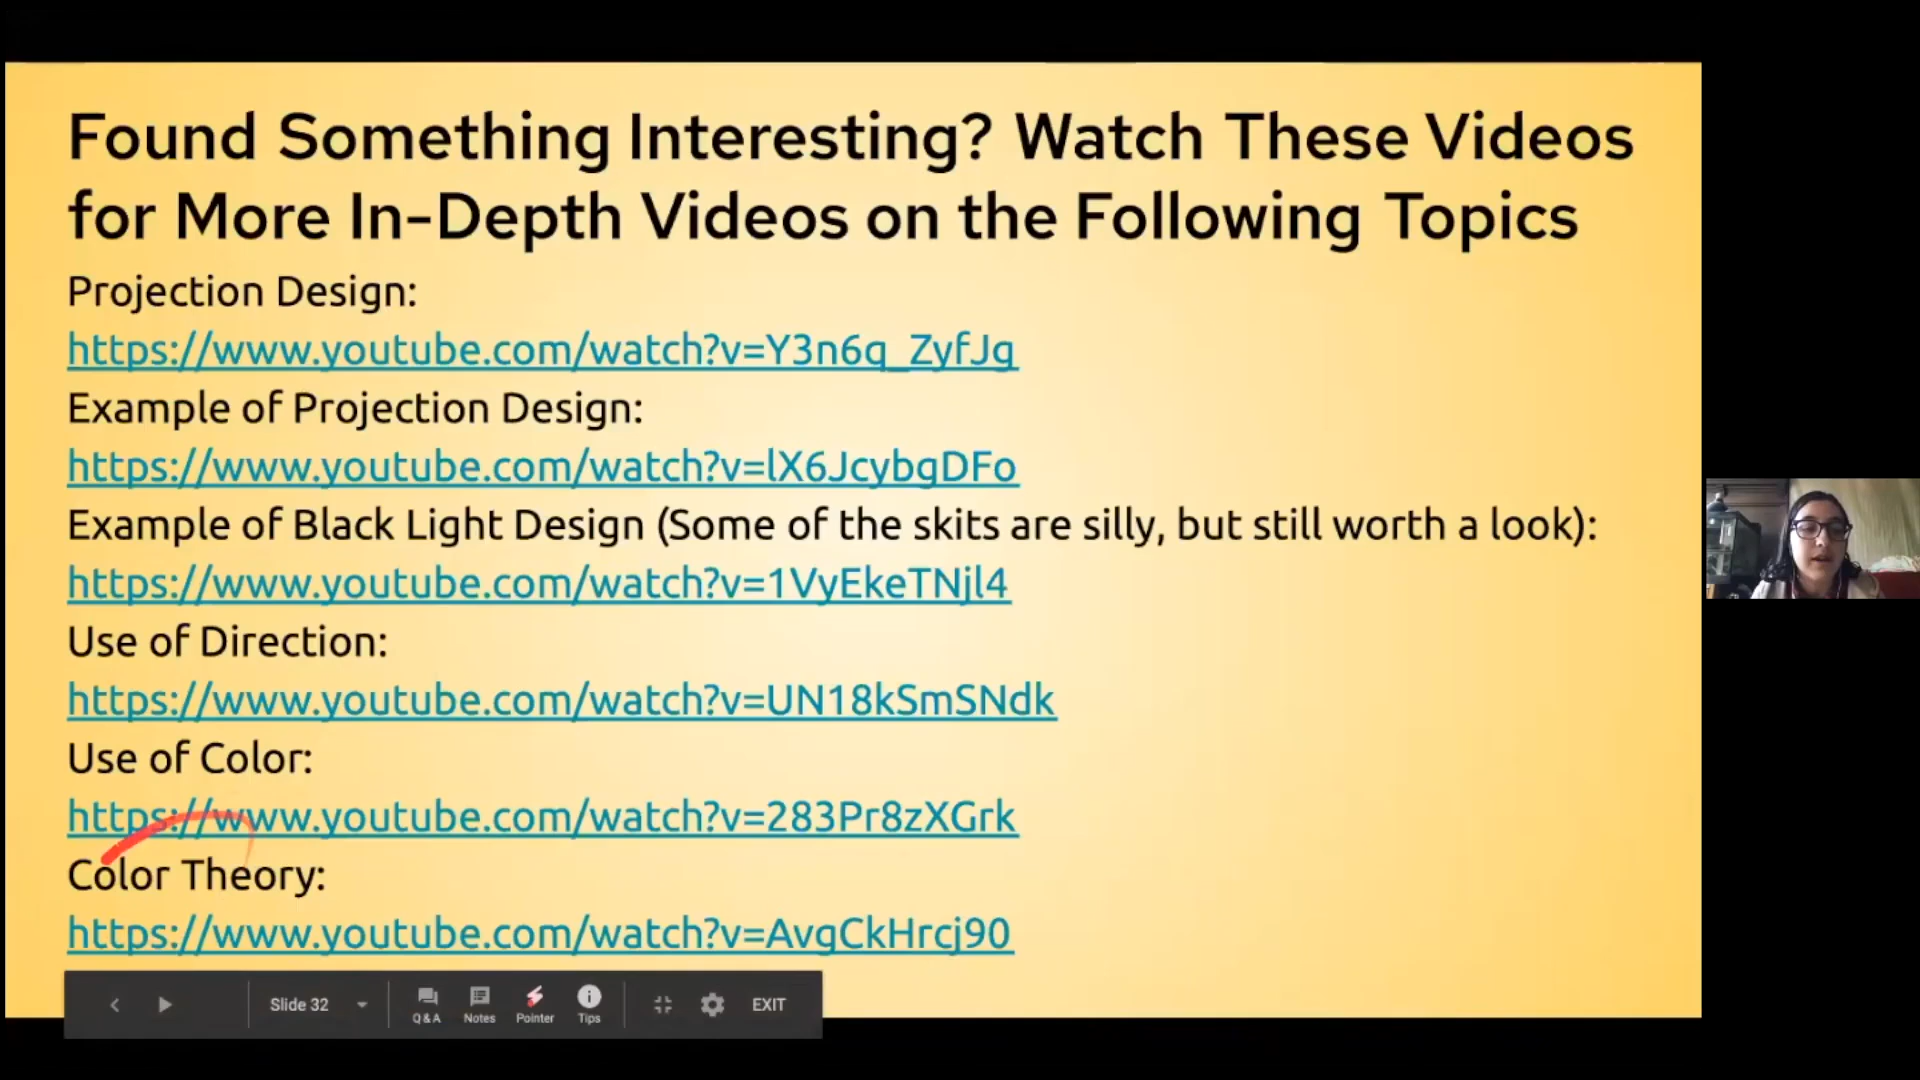 Found Something Interesting? Watch These Videos
for More In-Depth Videos on the Following Topics
Projection Design:
https://www.youtube.com/watch?v=Y3n6q_ZyfJg
Example of Projection Design:
https://www.youtube.com/watch?v=lX6JcybgDFo
Example of Black Light Design (Some of the skits are silly, but still worth a look):
https://www.youtube.com/watch?v=1VyEkeTNjl4
Use of Direction:
https://www.youtube.com/watch?v=UN18kSmSNdk
Use of Color:
https://www.youtube.com/watch?v=283Pr8zXGrk
Color Theory:
https://www.youtube.com/watch?v=AvgCkHrcj90
Slide 32
Q&A Notes Pointer Tips
EXIT